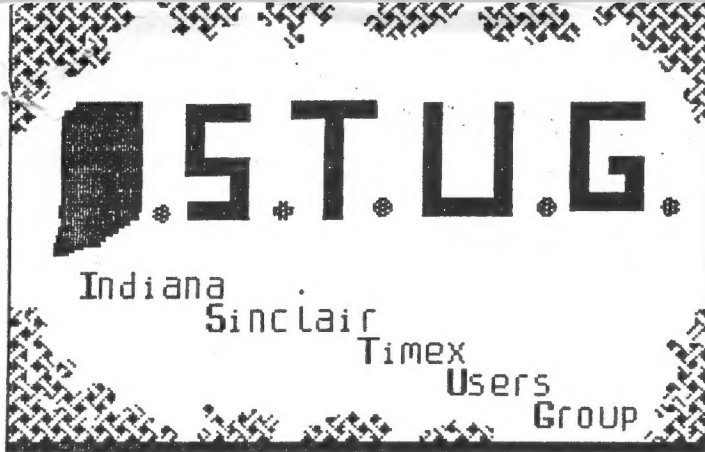 .S.T.U.G.
Indiana
Sinclair
Timex
Users
Group